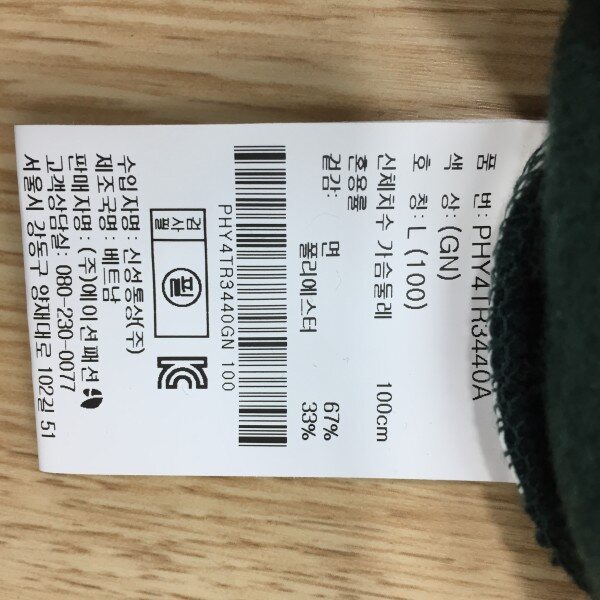 품 번: PHY4TR3440A
색 상: (GN)
호 칭: L (100)
신체치수 가슴둘레 100cm
혼용율
겉감: 면 67%
폴리에스터 33%
PHY4TR3440GN 100
검사필
필
수입자명: 신성통상(주)
제조국명: 베트남
판매자명: (주)에이션패션
고객상담실: 080-230-0077
서울시 강동구 양재대로 102길 51